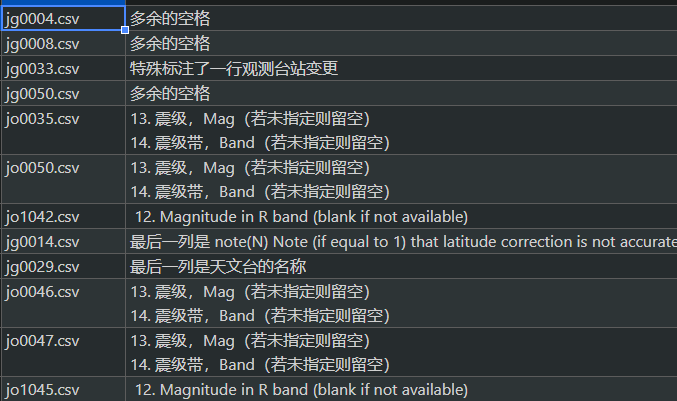 jg0004.csv 多余的空格
jg0008.csv 多余的空格
jg0033.csv 特殊标注了一行观测台站变更
jg0050.csv 多余的空格
jo0035.csv 13. 震级，Mag（若未指定则留空）
14. 震级带，Band（若未指定则留空）
jo0050.csv 13. 震级，Mag（若未指定则留空）
14. 震级带，Band（若未指定则留空）
jo1042.csv 12. Magnitude in R band (blank if not available)
jg0014.csv 最后一列是 note(N) Note (if equal to 1) that latitude correction is not accurate
jg0029.csv 最后一列是天文台的名称
jo0046.csv 13. 震级，Mag（若未指定则留空）
14. 震级带，Band（若未指定则留空）
jo0047.csv 13. 震级，Mag（若未指定则留空）
14. 震级带，Band（若未指定则留空）
jo1045.csv 12. Magnitude in R band (blank if not available)